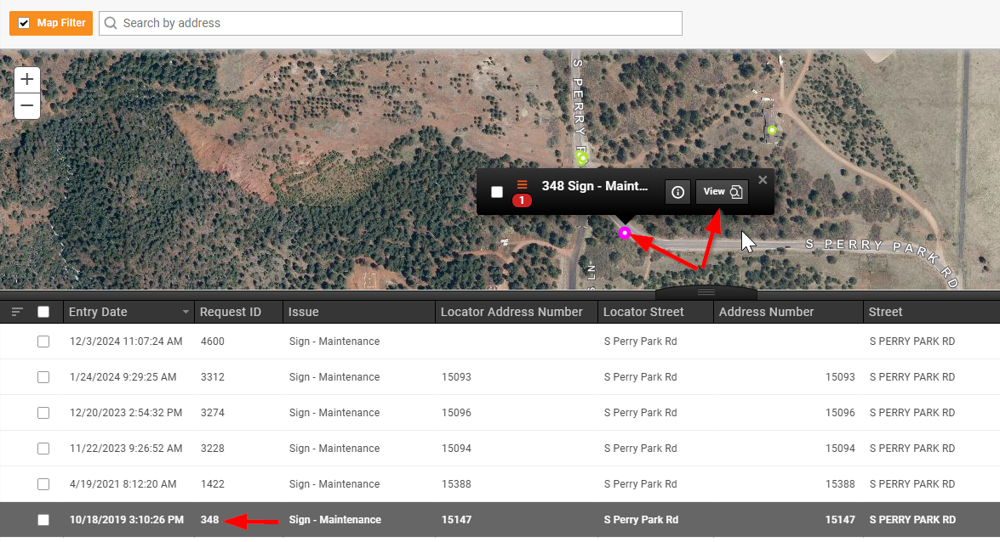 Map Filter
Search by address
S PERRY P
348 Sign - Maint...
View
1
S PERRY PARK RD
S LN
Entry Date Request ID Issue Locator Address Number Locator Street Address Number Street
12/3/2024 11:07:24 AM 4600 Sign - Maintenance S Perry Park Rd S PERRY PARK RD
1/24/2024 9:29:25 AM 3312 Sign - Maintenance 15093 S Perry Park Rd 15093 S PERRY PARK RD
12/20/2023 2:54:32 PM 3274 Sign - Maintenance 15096 S Perry Park Rd 15096 S PERRY PARK RD
11/22/2023 9:26:52 AM 3228 Sign - Maintenance 15094 S Perry Park Rd 15094 S PERRY PARK RD
4/19/2021 8:12:20 AM 1422 Sign - Maintenance 15388 S Perry Park Rd 15388 S PERRY PARK RD
10/18/2019 3:10:26 PM 348 Sign - Maintenance 15147 S Perry Park Rd 15147 S PERRY PARK RD